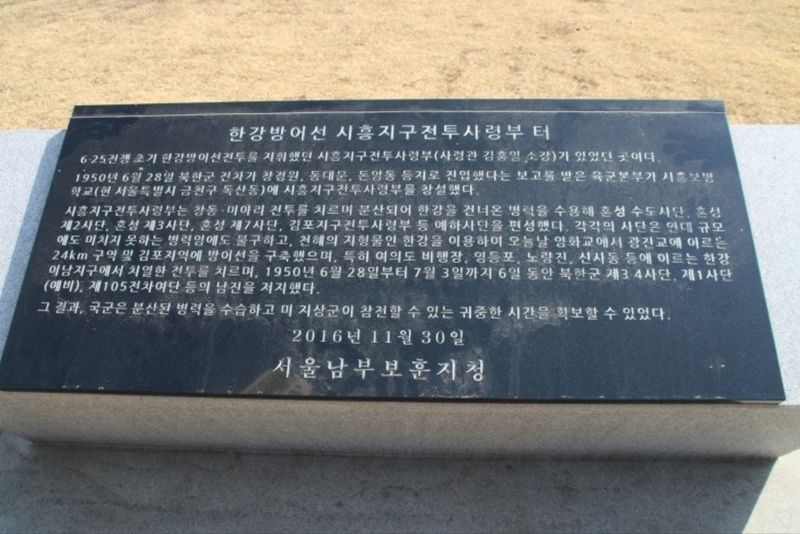 한강방어선 시흥지구전투사령부 터
6·25전쟁 초기 한강방어선전투를 지휘했던 시흥지구전투사령부(사령관 김홍일 소장)가 있었던 곳이다.
1950년 6월 28일 북한군 전차가 창경원, 동대문, 돈암동 등지로 진입했다는 보고를 받은 육군본부가 시흥보병
학교(현 서울특별시 금천구 독산동)에 시흥지구전투사령부를 창설했다.
시흥지구전투사령부는 창동·미아리 전투를 치르며 분산되어 한강을 건너온 병력을 수용해 혼성 수도사단, 혼성
제2사단, 혼성 제3사단, 혼성 제7사단, 김포지구전투사령부 등 예하사단을 편성했다. 각각의 사단은 연대 규모
에도 미치지 못하는 병력임에도 불구하고, 천혜의 지형물인 한강을 이용하여 오늘날 양화교에서 광진교에 이르는
24km 구역 및 김포지역에 방어선을 구축했으며, 특히 여의도 비행장, 영등포, 노량진, 신사동 등에 이르는 한강
이남지구에서 치열한 전투를 치르며, 1950년 6월 28일부터 7월 3일까지 6일 동안 북한군 제3·4사단, 제1사단
(예비), 제105전차여단 등의 남진을 저지했다.
그 결과, 국군은 분산된 병력을 수습하고 미 지상군이 참전할 수 있는 귀중한 시간을 확보할 수 있었다.
2016년 11월 30일
서울남부보훈지청